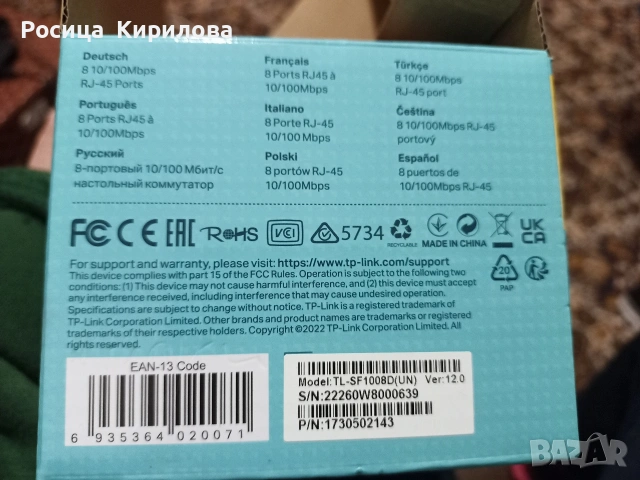 Росица Кирилова
Deutsch
8 10/100Mbps
RJ-45 Ports
Français
8 Ports RJ45 à
10/100Mbps
Türkçe
8 10/100Mbps
RJ-45 port
Português
8 Ports RJ45 à
10/100Mbps
Italiano
8 Porte RJ-45
10/100 Mbps
Čeština
8 10/100Mbps RJ-45
portový
Русский
8-портовый 10/100 Мбит/с
настольный коммутатор
Polski
8 portów RJ-45
10/100Mbps
Español
8 puertos de
10/100Mbps RJ-45
FC CE EAC RoHS VCCI 5734 RECYCLABLE MADE IN CHINA UN UK CA
For support and warranty, please visit: https://www.tp-link.com/support
This device complies with part 15 of the FCC Rules. Operation is subject to the following two
conditions: (1) This device may not cause harmful interference, and (2) this device must accept
any interference received, including interference that may cause undesired operation.
Specifications are subject to change without notice. TP-Link is a registered trademark of
TP-Link Corporation Limited. Other brands and product names are trademarks or registered
trademarks of their respective holders. Copyright ©2022 TP-Link Corporation Limited. All
rights reserved.
20
PAP
EAN-13 Code
6 935364 020071
Model:TL-SF1008D(UN) Ver:12.0
S/N:22260W8000639
P/N:1730502143
BAZAR